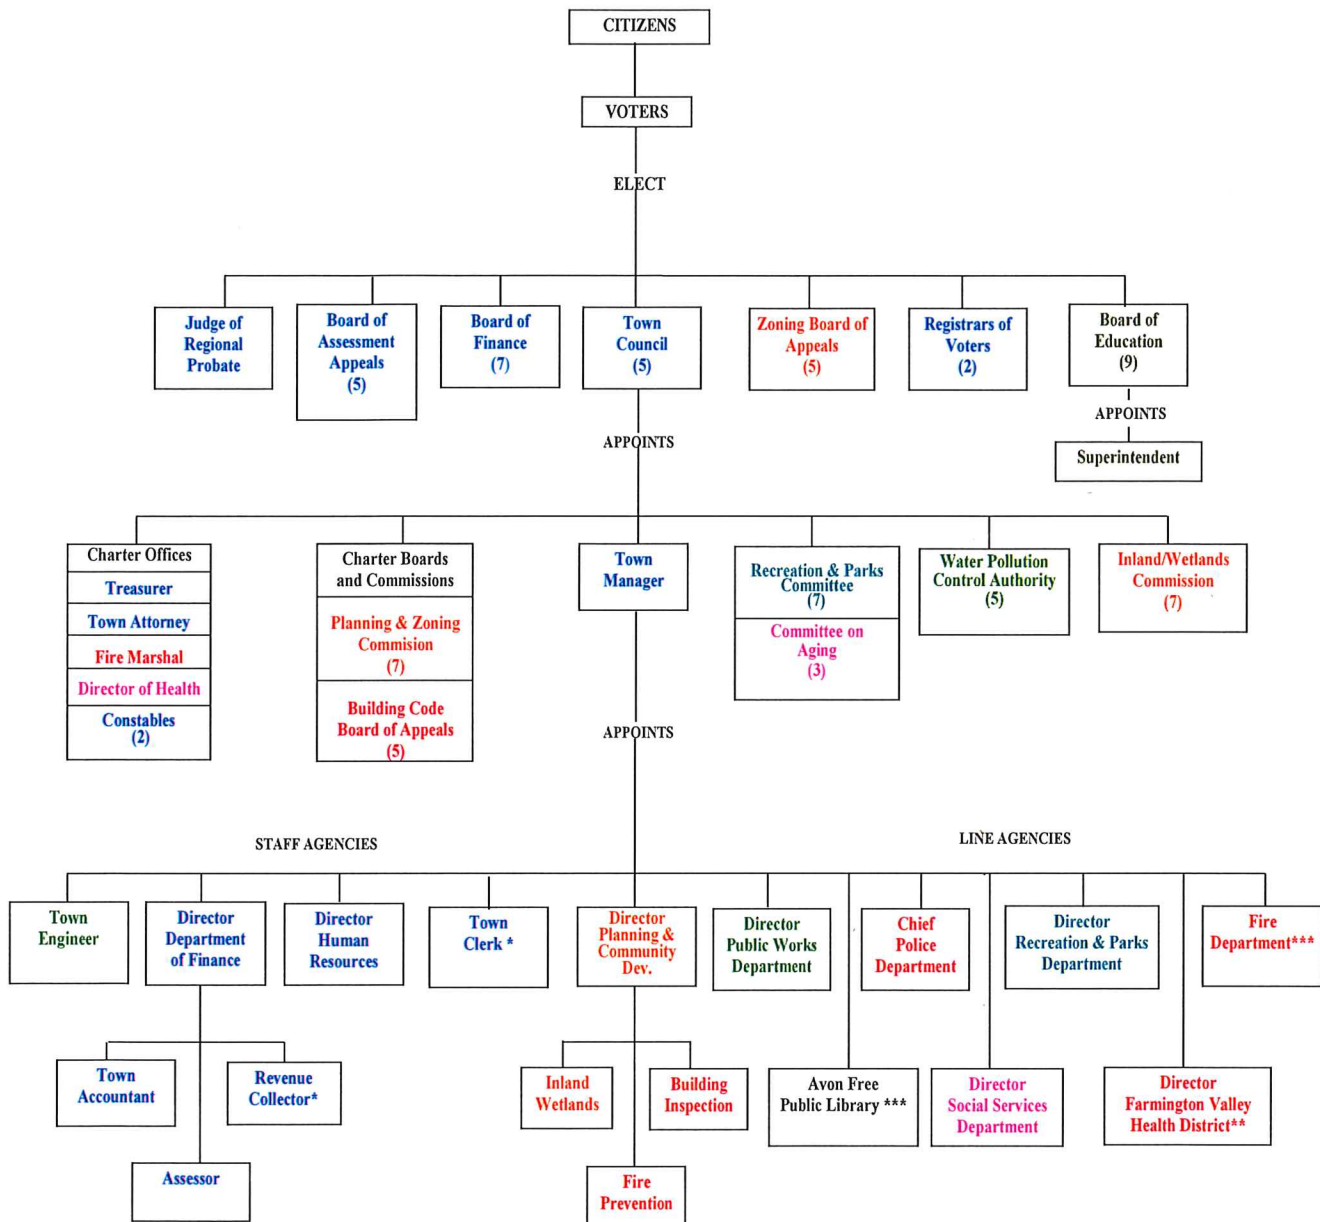 CITIZENS
VOTERS
ELECT
Judge of
Regional
Probate
Board of
Assessment
Appeals
(5)
Board of
Finance
(7)
Town
Council
(5)
Zoning Board of
Appeals
(5)
Registrars of
Voters
(2)
Board of
Education
(9)
APPOINTS
Superintendent
APPOINTS
Charter Offices
Treasurer
Town Attorney
Fire Marshal
Director of Health
Constables
(2)
Charter Boards
and Commissions
Planning & Zoning
Commision
(7)
Building Code
Board of Appeals
(5)
Town
Manager
Recreation & Parks
Committee
(7)
Committee on
Aging
(3)
Water Pollution
Control Authority
(5)
Inland/Wetlands
Commission
(7)
APPOINTS
STAFF AGENCIES
LINE AGENCIES
Town
Engineer
Director
Department
of Finance
Director
Human
Resources
Town
Clerk *
Director
Planning &
Community
Dev.
Director
Public Works
Department
Chief
Police
Department
Director
Recreation & Parks
Department
Fire
Department***
Town
Accountant
Revenue
Collector*
Assessor
Inland
Wetlands
Building
Inspection
Fire
Prevention
Avon Free
Public Library ***
Director
Social Services
Department
Director
Farmington Valley
Health District**